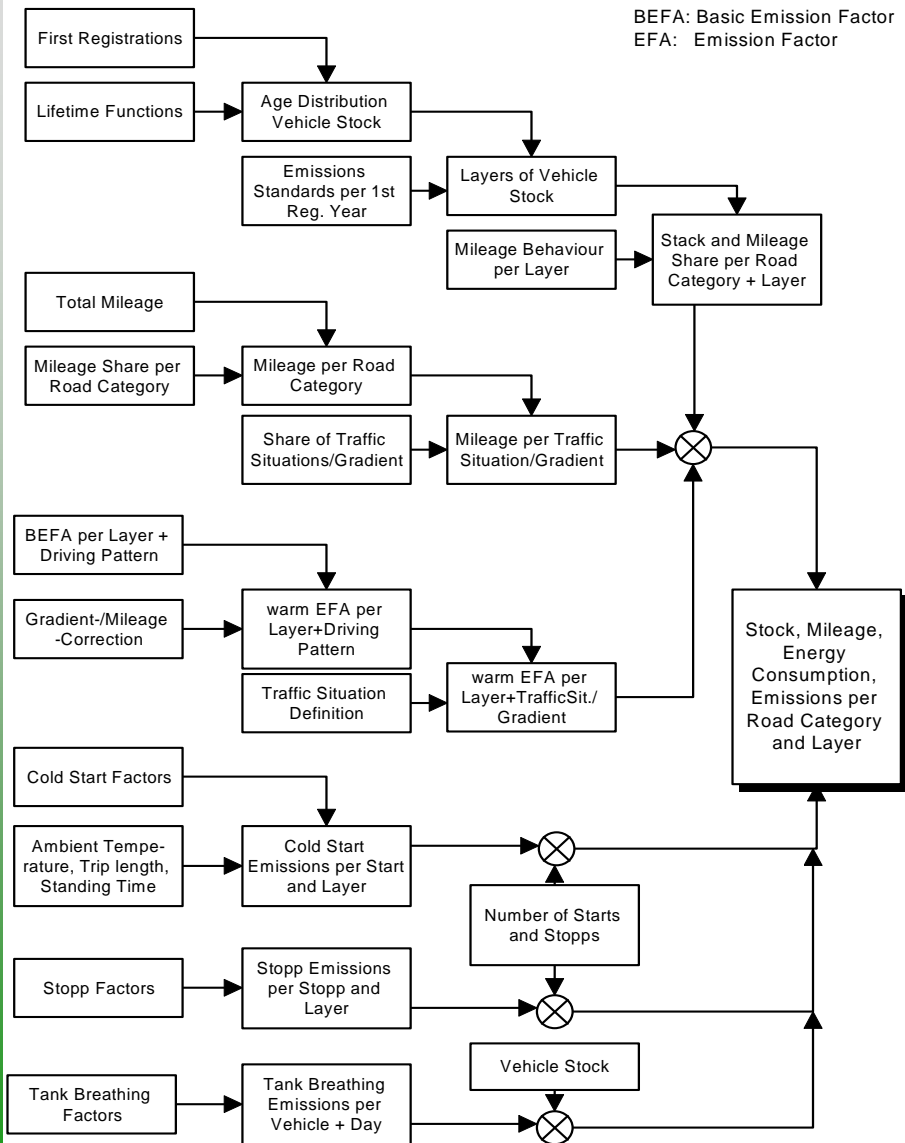 BEFA: Basic Emission Factor
EFA: Emission Factor
First Registrations
Lifetime Functions
Age Distribution
Vehicle Stock
Emissions
Standards per 1st
Reg. Year
Layers of Vehicle
Stock
Mileage Behaviour
per Layer
Stack and Mileage
Share per Road
Category + Layer
Total Mileage
Mileage Share per
Road Category
Mileage per Road
Category
Share of Traffic
Situations/Gradient
Mileage per Traffic
Situation/Gradient
BEFA per Layer +
Driving Pattern
Gradient-/Mileage
-Correction
warm EFA per
Layer+Driving
Pattern
Traffic Situation
Definition
warm EFA per
Layer+TrafficSit./
Gradient
Stock, Mileage,
Energy
Consumption,
Emissions per
Road Category
and Layer
Cold Start Factors
Ambient Tempe-
rature, Trip length,
Standing Time
Cold Start
Emissions per Start
and Layer
Number of Starts
and Stopps
Stopp Factors
Stopp Emissions
per Stopp and
Layer
Vehicle Stock
Tank Breathing
Factors
Tank Breathing
Emissions per
Vehicle + Day